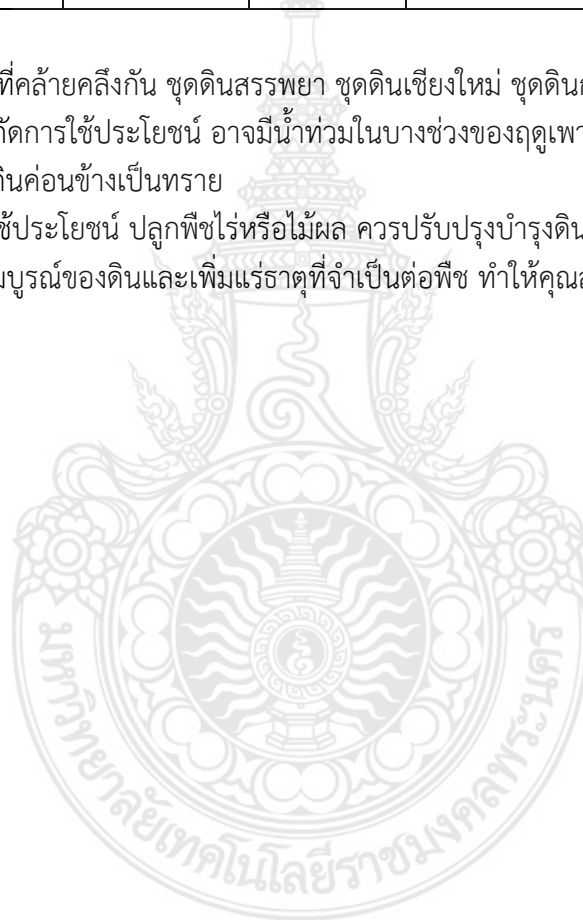 ที่คล้ายคลึงกัน ชุดดินสรรพยา ชุดดินเชียงใหม่ ชุดดิน
การใช้ประโยชน์ อาจมีน้ำท่วมในบางช่วงของฤดูเพา
ดินค่อนข้างเป็นทราย
ช้ประโยชน์ ปลูกพืชไร่หรือไม้ผล ควรปรับปรุงบำรุงดิน
มบูรณ์ของดินและเพิ่มแร่ธาตุที่จำเป็นต่อพืช ทำให้คุณ
มหาวิทยาลัยเทคโนโลยีราชมงคลพระนคร